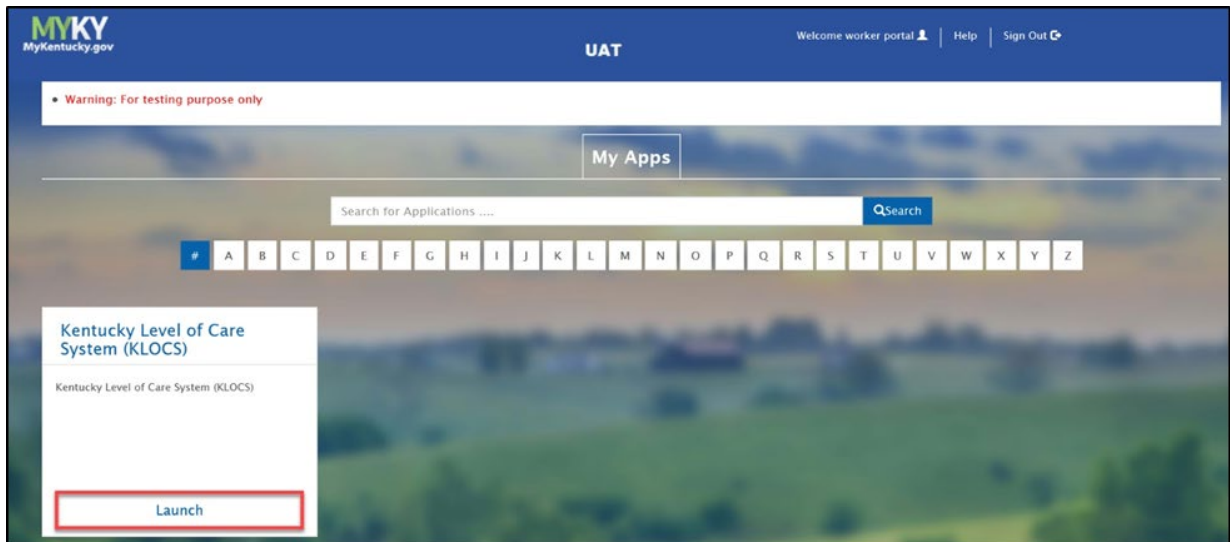 MYKY
MyKentucky.gov
UAT
Welcome worker portal
Help
Sign Out
Warning: For testing purpose only
My Apps
Search for Applications ....
Search
# A B C D E F G H I J K L M N O P Q R S T U V W X Y Z
Kentucky Level of Care
System (KLOCS)
Kentucky Level of Care System (KLOCS)
Launch